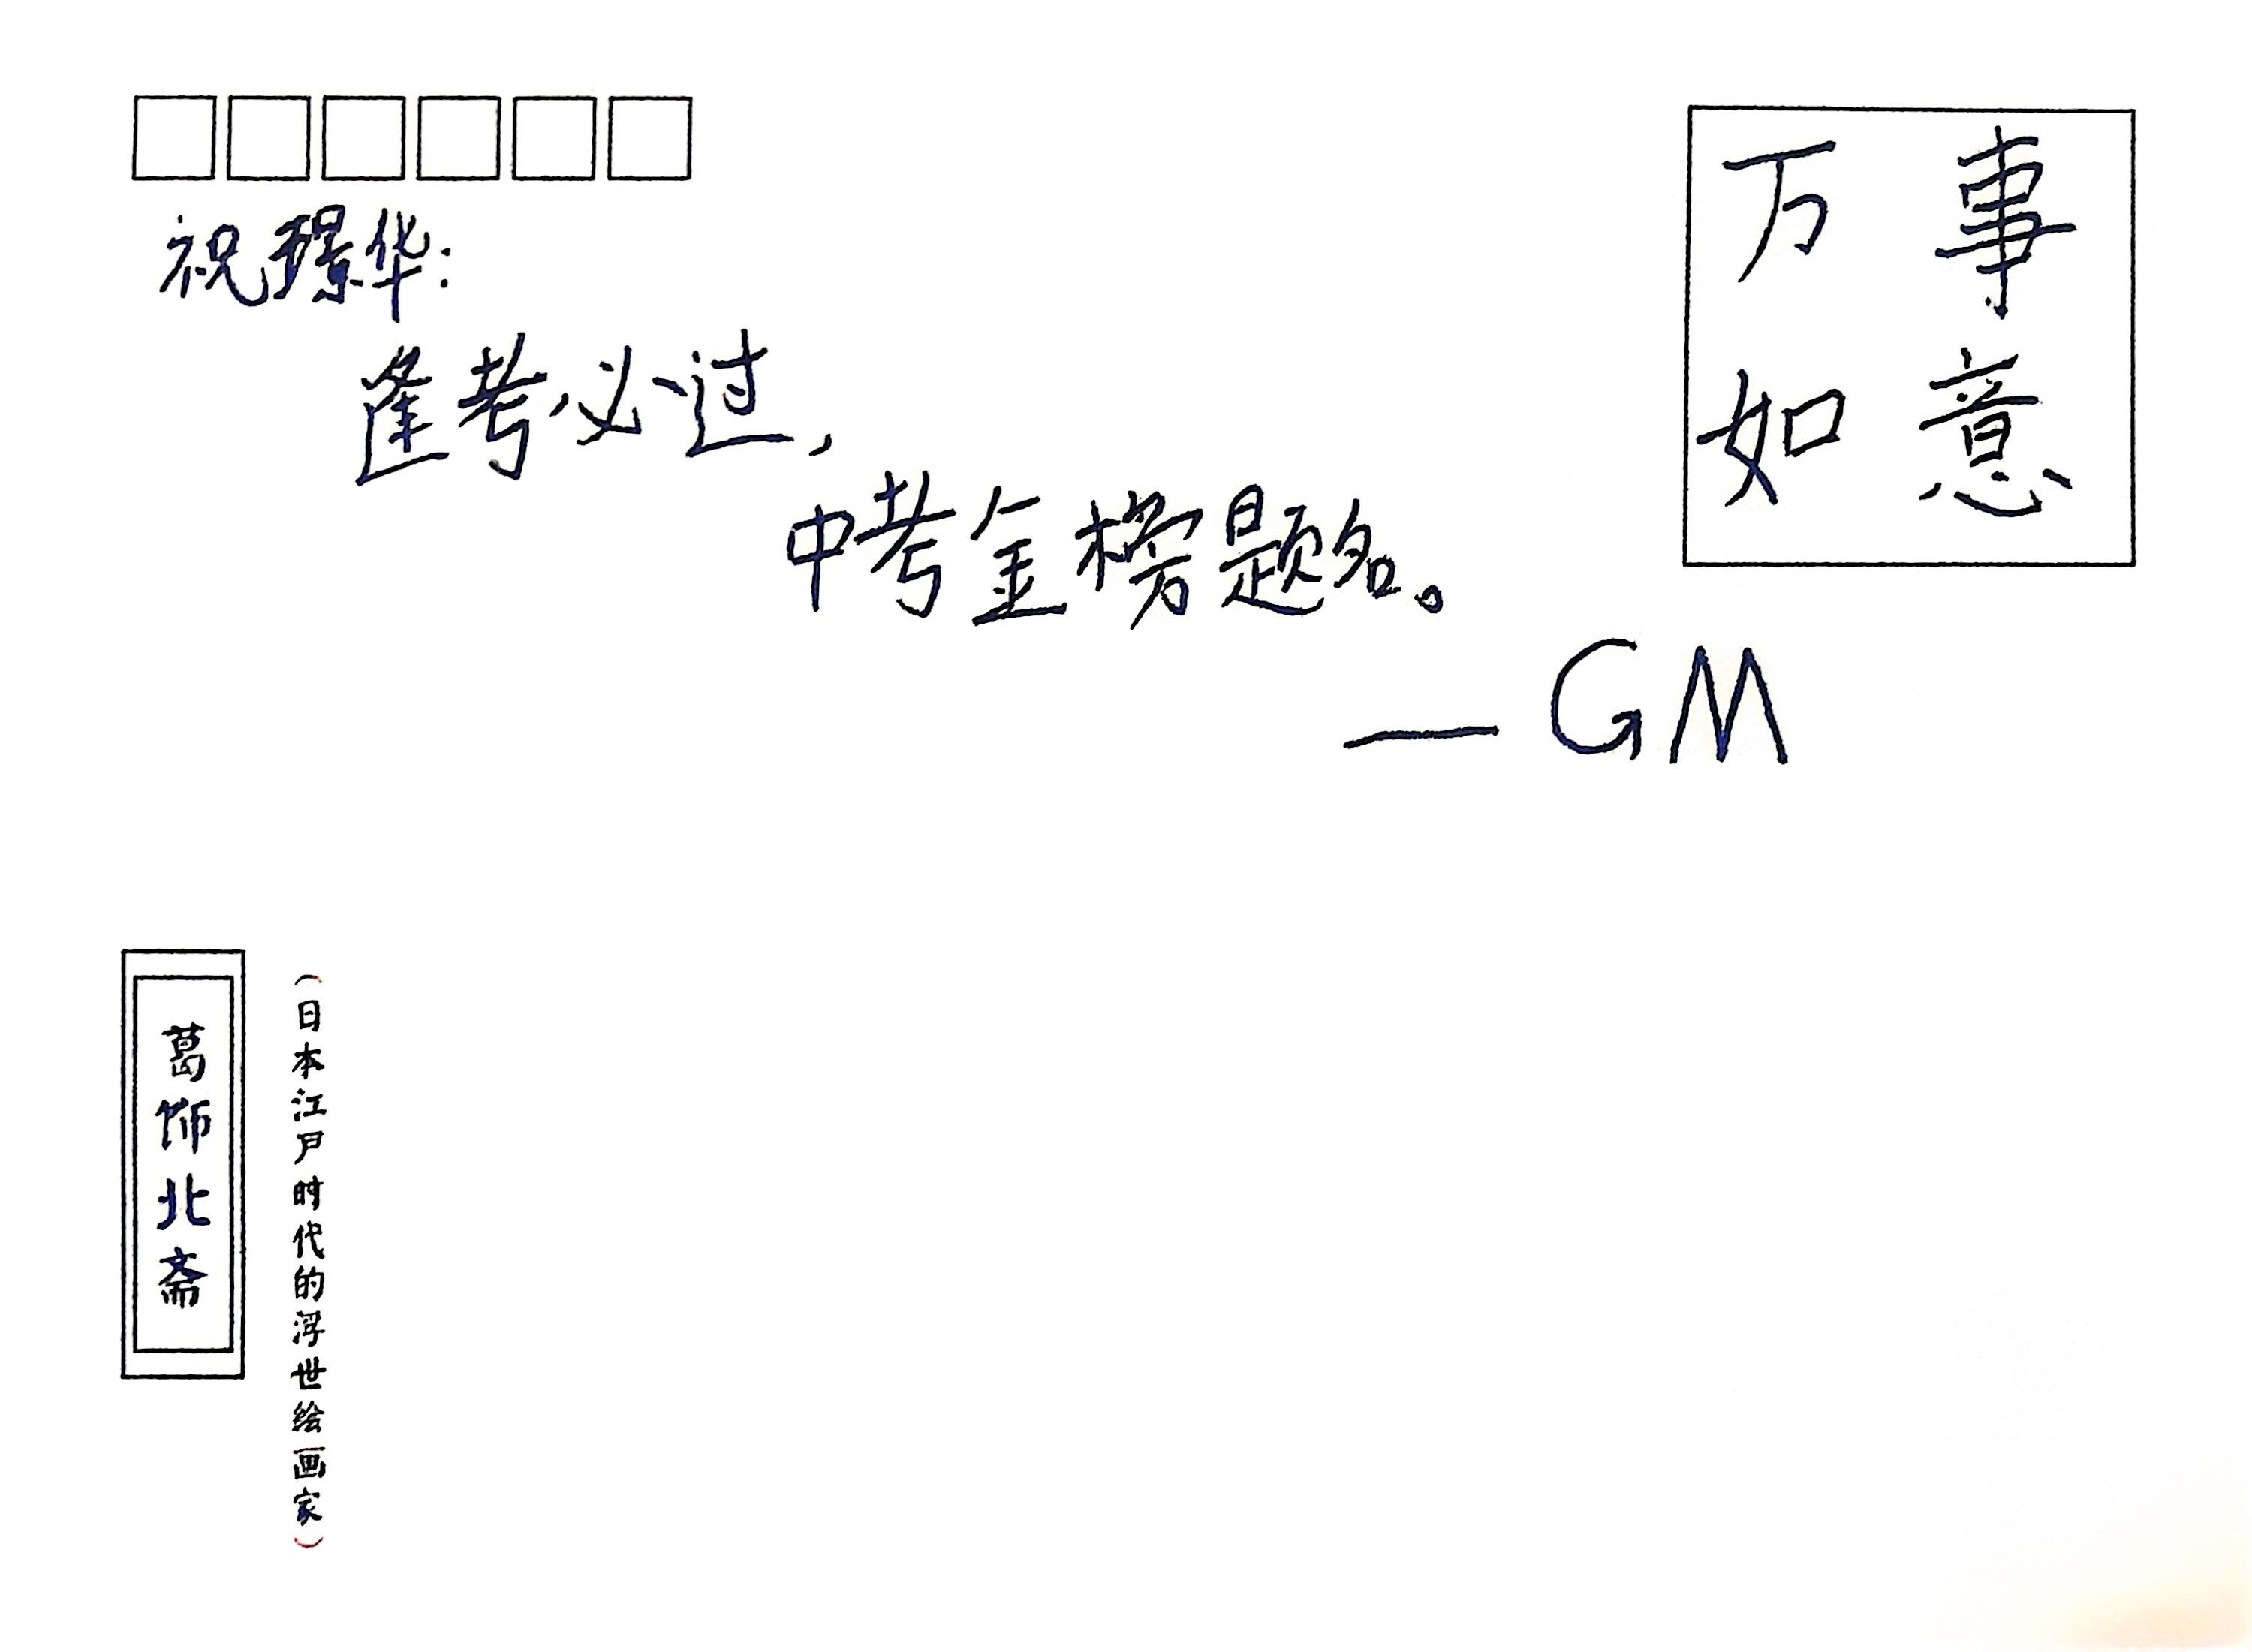 祝璟华：
逢考必过，
中考金榜题名。
— GM
万事
如意
葛饰北斋
（日本江户时代的浮世绘画家）